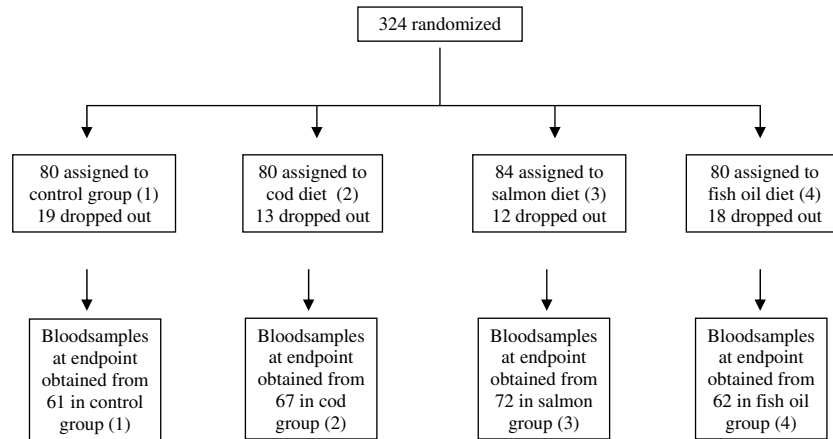 324 randomized
80 assigned to
control group (1)
19 dropped out
80 assigned to
cod diet (2)
13 dropped out
84 assigned to
salmon diet (3)
12 dropped out
80 assigned to
fish oil diet (4)
18 dropped out
Bloodsamples
at endpoint
obtained from
61 in control
group (1)
Bloodsamples
at endpoint
obtained from
67 in cod
group (2)
Bloodsamples
at endpoint
obtained from
72 in salmon
group (3)
Bloodsamples
at endpoint
obtained from
62 in fish oil
group (4)